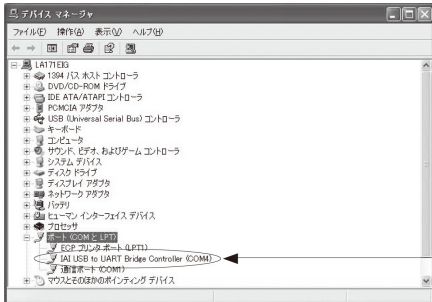 デバイス マネージャ
ファイル(F) 操作(A) 表示(V) ヘルプ(H)
LA171EIG
1394 バス ホスト コントローラ
DVD/CD-ROM ドライブ
IDE ATA/ATAPI コントローラ
PCMCIA アダプタ
USB (Universal Serial Bus) コントローラ
キーボード
コンピュータ
サウンド、ビデオ、およびゲーム コントローラ
システム デバイス
ディスク ドライブ
ディスプレイ アダプタ
ネットワーク アダプタ
バッテリ
ヒューマン インターフェイス デバイス
プロセッサ
ポート (COM と LPT)
ECP プリンタ ポート (LPT1)
IAI USB to UART Bridge Controller (COM4)
通信ポート (COM1)
マウスとそのほかのポインティング デバイス